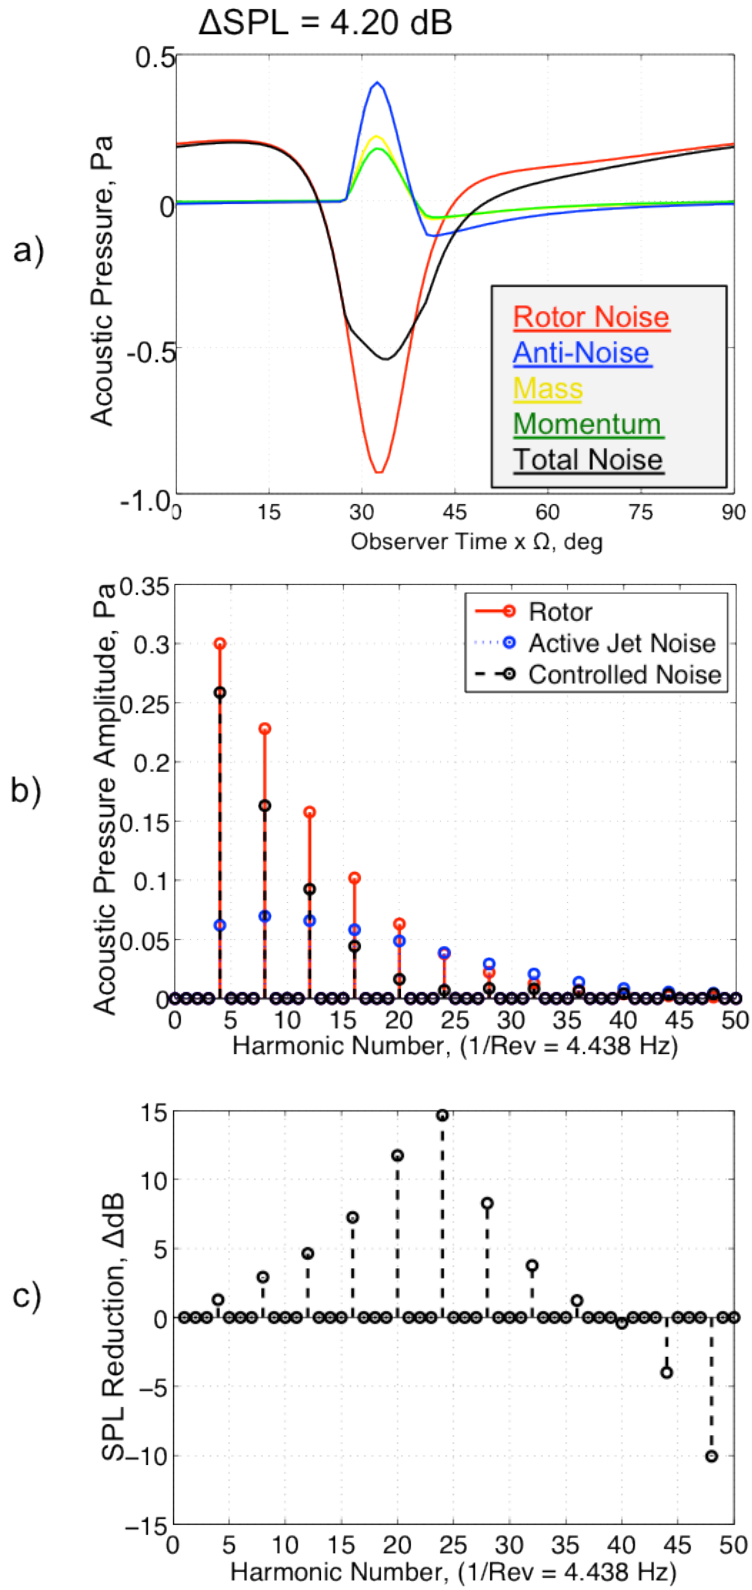 ΔSPL = 4.20 dB
a)
Acoustic Pressure, Pa
0.5
0
-0.5
-1.0
0 15 30 45 60 75 90
Observer Time x Ω, deg
Rotor Noise
Anti-Noise
Mass
Momentum
Total Noise
b)
Acoustic Pressure Amplitude, Pa
0.35
0.3
0.25
0.2
0.15
0.1
0.05
0
0 5 10 15 20 25 30 35 40 45 50
Harmonic Number, (1/Rev = 4.438 Hz)
Rotor
Active Jet Noise
Controlled Noise
c)
SPL Reduction, ΔdB
15
10
5
0
−5
−10
−15
0 5 10 15 20 25 30 35 40 45 50
Harmonic Number, (1/Rev = 4.438 Hz)